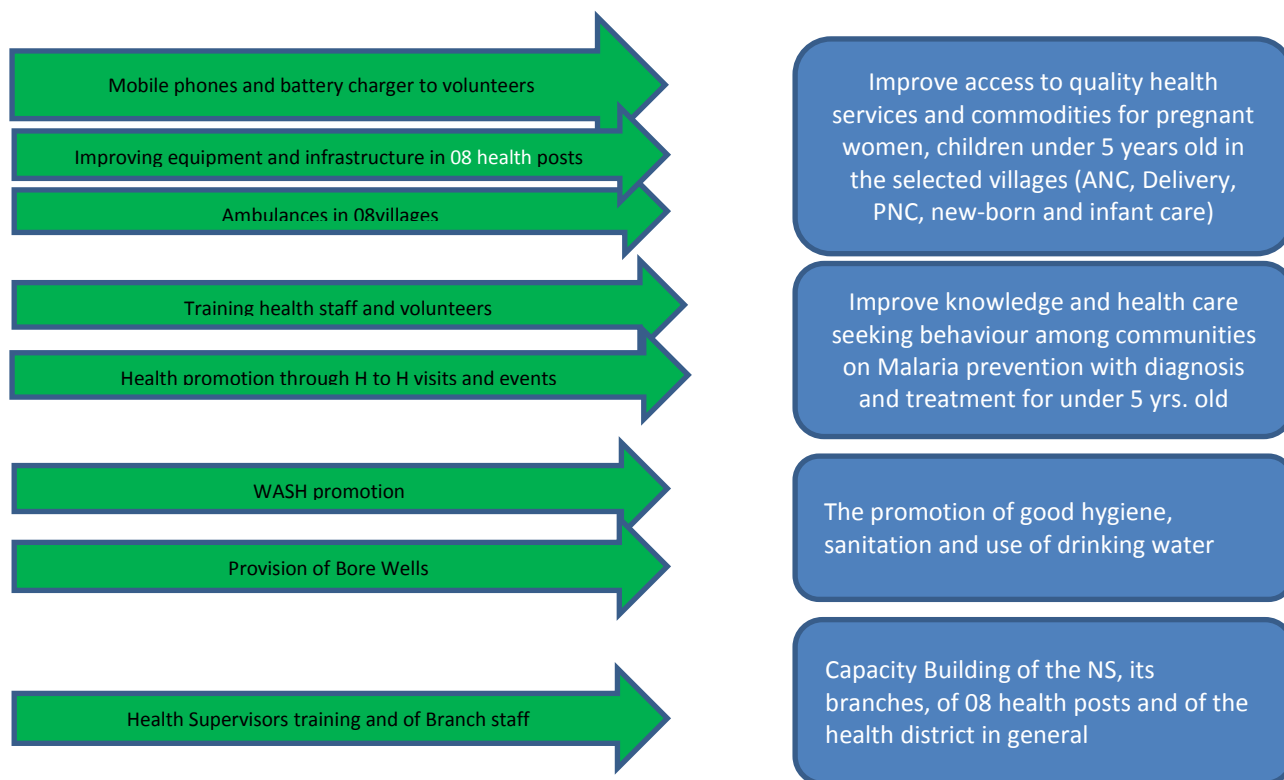 Mobile phones and battery charger to volunteers
Improving equipment and infrastructure in 08 health posts
Ambulances in 08villages
Improve access to quality health
services and commodities for pregnant
women, children under 5 years old in
the selected villages (ANC, Delivery,
PNC, new-born and infant care)
Training health staff and volunteers
Health promotion through H to H visits and events
Improve knowledge and health care
seeking behaviour among communities
on Malaria prevention with diagnosis
and treatment for under 5 yrs. old
WASH promotion
Provision of Bore Wells
The promotion of good hygiene,
sanitation and use of drinking water
Health Supervisors training and of Branch staff
Capacity Building of the NS, its
branches, of 08 health posts and of the
health district in general